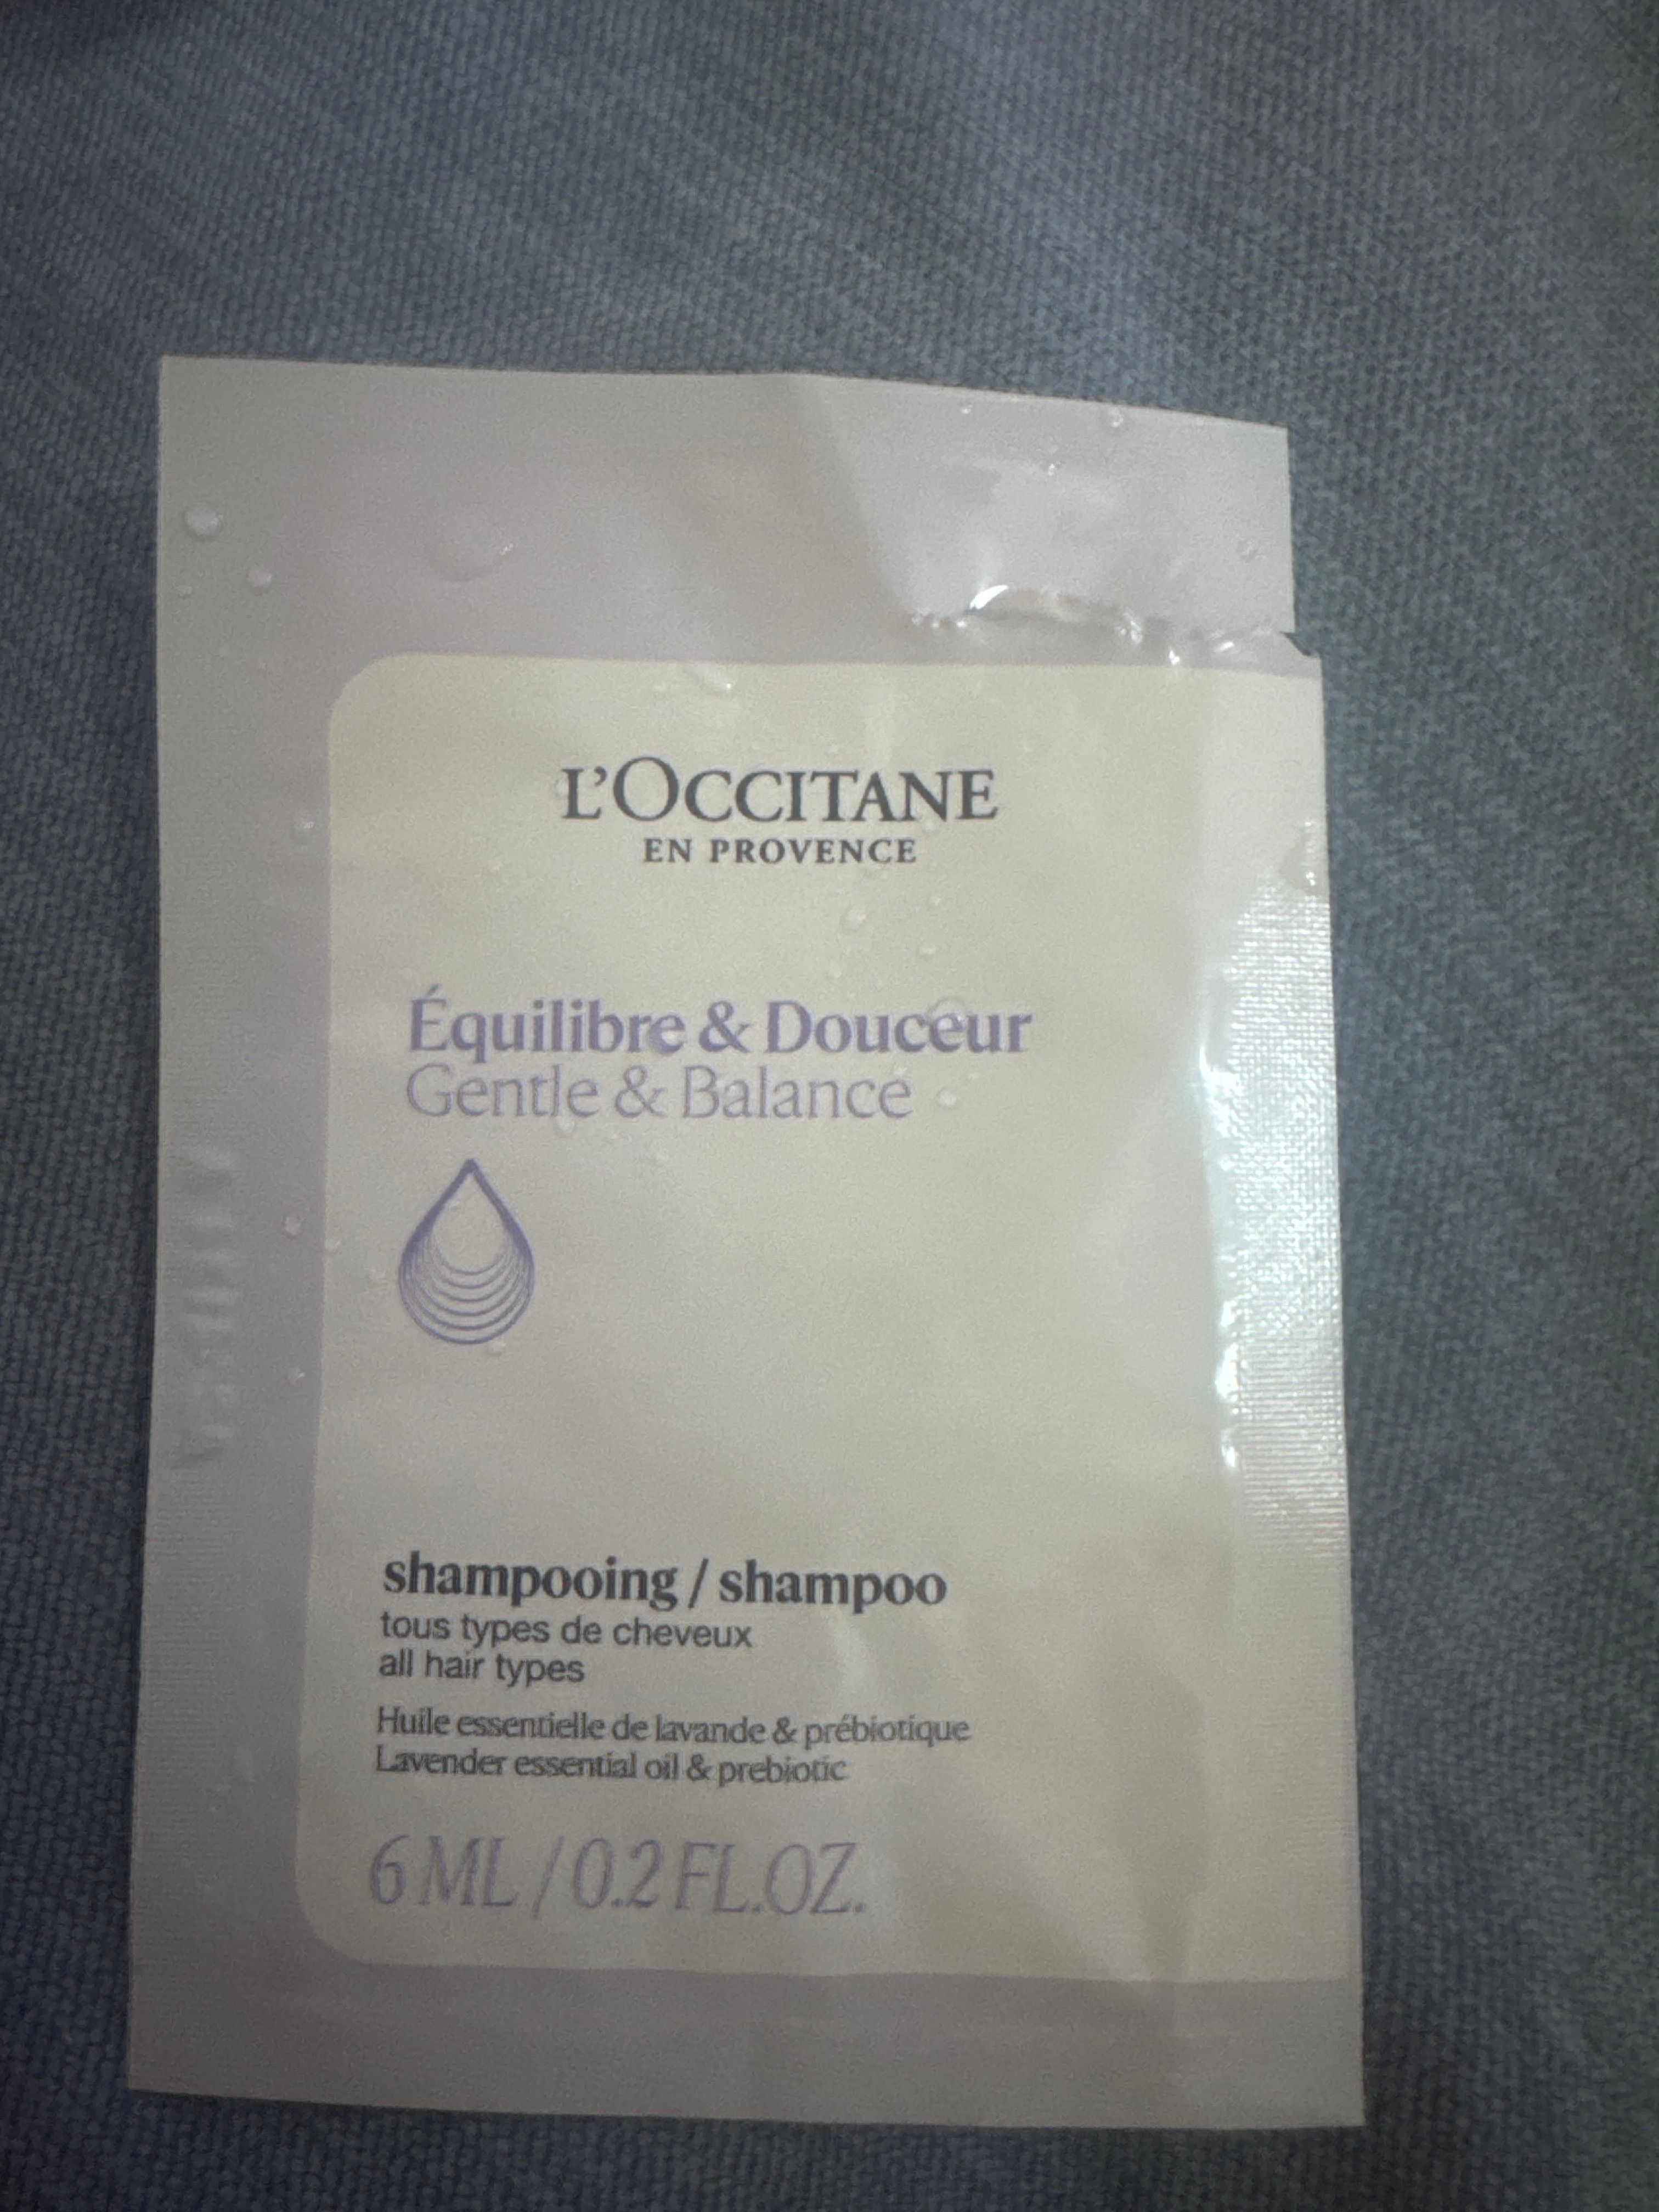 L'OCCITANE
EN PROVENCE
Équilibre & Douceur
Gentle & Balance
shampooing / shampoo
tous types de cheveux
all hair types
Huile essentielle de lavande & prébiotique
Lavender essential oil & prebiotic
6 ML / 0.2 FL.OZ.